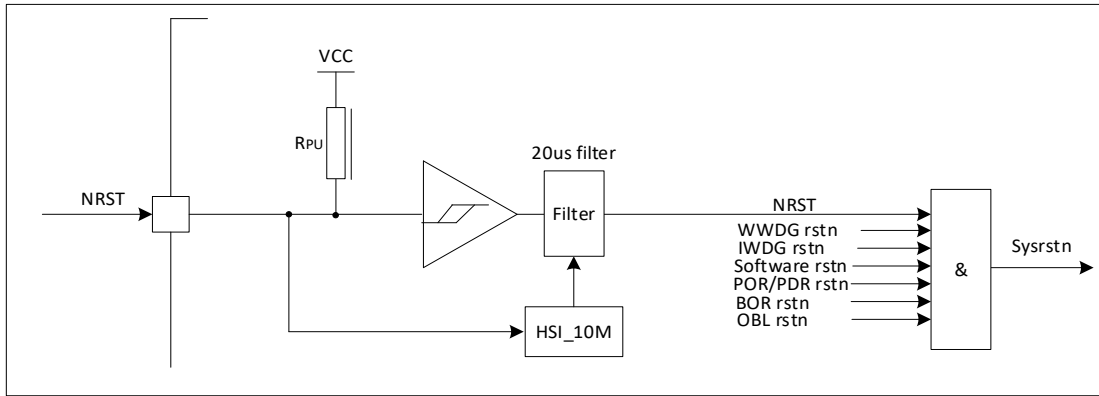 VCC
RPU
20us filter
NRST
Filter
NRST
WWDG rstn
IWDG rstn
Software rstn
POR/PDR rstn
BOR rstn
OBL rstn
&
Sysrstn
HSI_10M